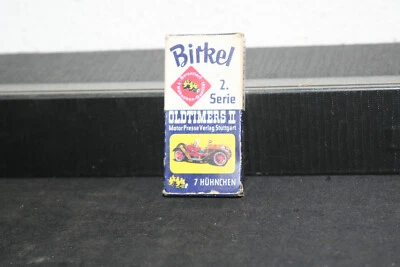 Birkel
2.
Serie
OLDTIMERS II
Motor Presse Verlag Stuttgart
7 HÜHNCHEN